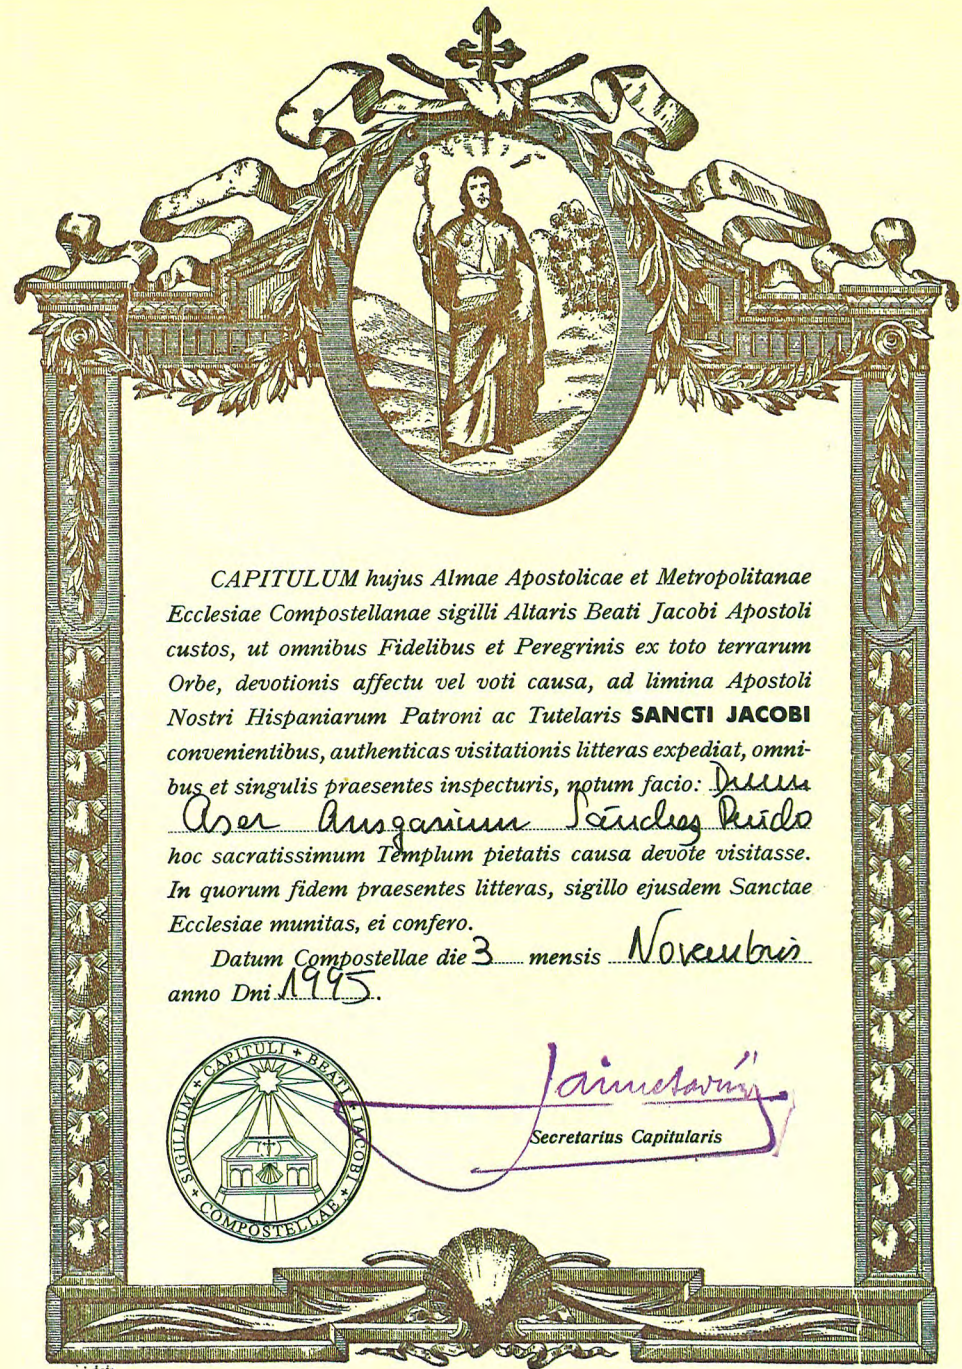 CAPITULUM hujus Almae Apostolicae et Metropolitanae
Ecclesiae Compostellanae sigilli Altaris Beati Jacobi Apostoli
custos, ut omnibus Fidelibus et Peregrinis ex toto terrarum
Orbe, devotionis affectu vel voti causa, ad limina Apostoli
Nostri Hispaniarum Patroni ac Tutelaris SANCTI JACOBI
convenientibus, authenticas visitationis litteras expediat, omni-
bus et singulis praesentes inspecturis, notum facio: Dnum
Aser Ansgarium Sánchez
hoc sacratissimum Templum pietatis causa devote visitasse.
In quorum fidem praesentes litteras, sigillo ejusdem Sanctae
Ecclesiae munitas, ei confero.
Datum Compostellae die 3 mensis Novembris
anno Dni 1995.
SIGILLUM + CAPITULI + BEATI + JACOBI + COMPOSTELLAE +
Secretarius Capitularis